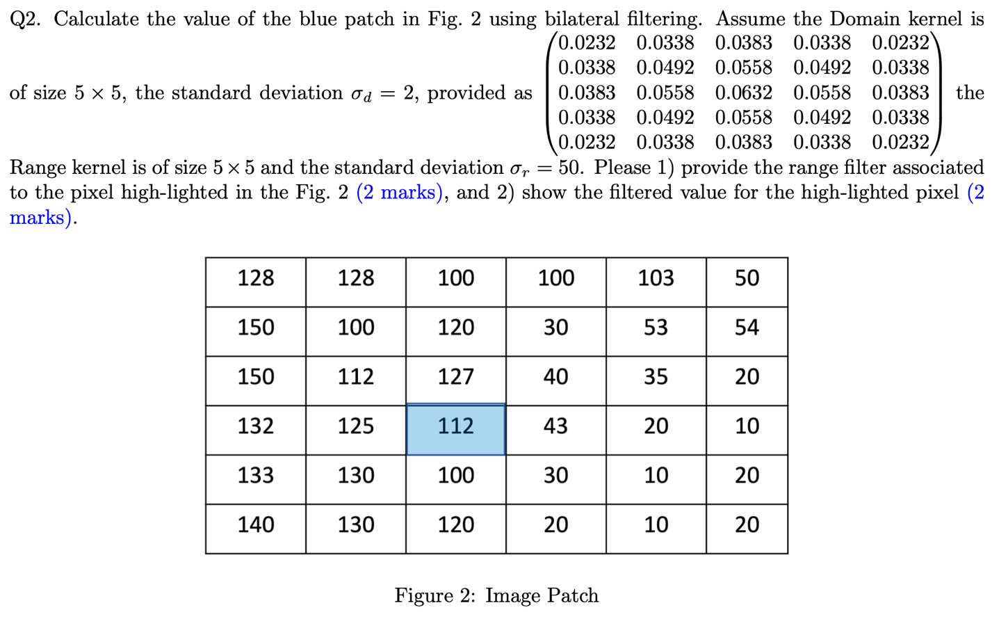 Q2. Calculate the value of the blue patch in Fig. 2 using bilateral filtering. Assume the Domain kernel is
of size 5 × 5, the standard deviation σd = 2, provided as
0.0232 0.0338 0.0383 0.0338 0.0232
0.0338 0.0492 0.0558 0.0492 0.0338
0.0383 0.0558 0.0632 0.0558 0.0383
0.0338 0.0492 0.0558 0.0492 0.0338
0.0232 0.0338 0.0383 0.0338 0.0232
the
Range kernel is of size 5 × 5 and the standard deviation σr = 50. Please 1) provide the range filter associated
to the pixel high-lighted in the Fig. 2 (2 marks), and 2) show the filtered value for the high-lighted pixel (2
marks).
128 128 100 100 103 50
150 100 120 30 53 54
150 112 127 40 35 20
132 125 112 43 20 10
133 130 100 30 10 20
140 130 120 20 10 20
Figure 2: Image Patch